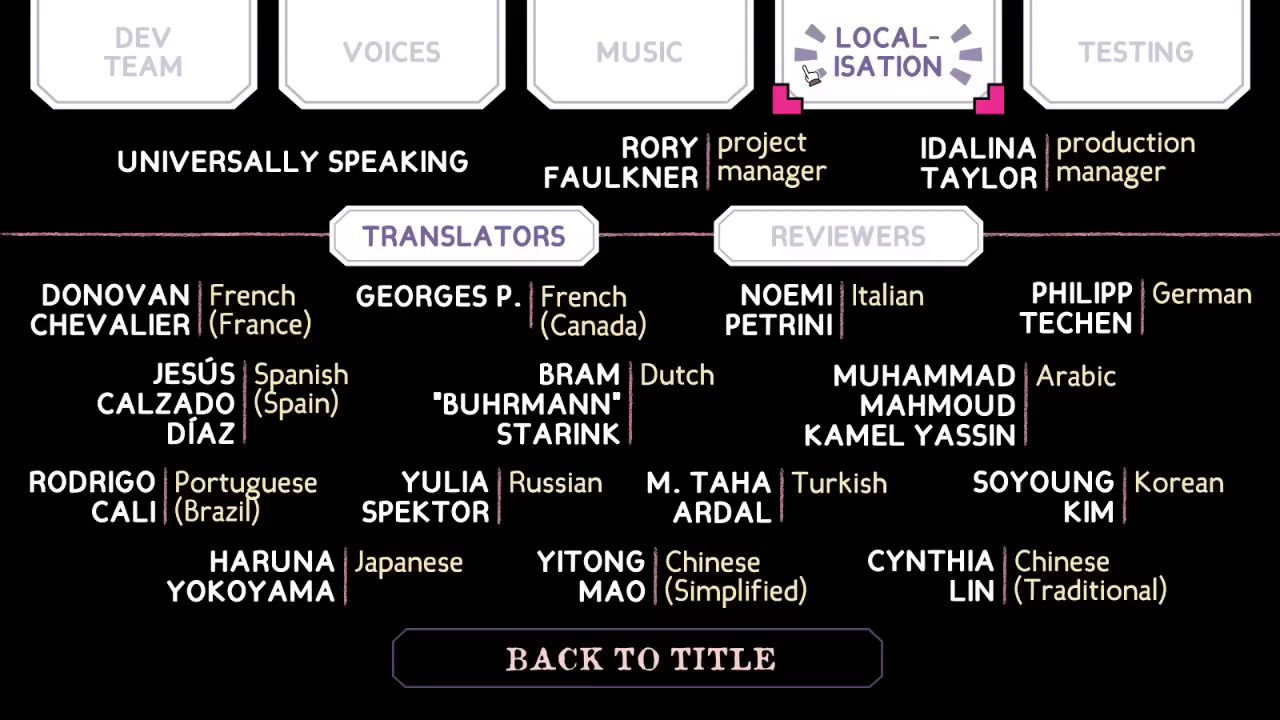 DEV
TEAM
VOICES
MUSIC
LOCAL-
ISATION
TESTING
UNIVERSALLY SPEAKING
RORY
FAULKNER
project
manager
IDALINA
TAYLOR
production
manager
TRANSLATORS
REVIEWERS
DONOVAN
CHEVALIER
French
(France)
GEORGES P.
French
(Canada)
NOEMI
PETRINI
Italian
PHILIPP
TECHEN
German
JESÚS
CALZADO
DÍAZ
Spanish
(Spain)
BRAM
"BUHRMANN"
STARINK
Dutch
MUHAMMAD
MAHMOUD
KAMEL YASSIN
Arabic
RODRIGO
CALI
Portuguese
(Brazil)
YULIA
SPEKTOR
Russian
M. TAHA
ARDAL
Turkish
SOYOUNG
KIM
Korean
HARUNA
YOKOYAMA
Japanese
YITONG
MAO
Chinese
(Simplified)
CYNTHIA
LIN
Chinese
(Traditional)
BACK TO TITLE